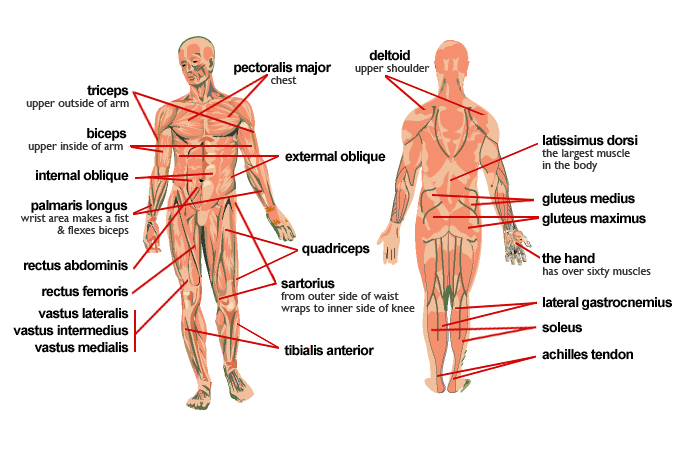 pectoralis major
chest
triceps
upper outside of arm
biceps
upper inside of arm
external oblique
internal oblique
palmaris longus
wrist area makes a fist
& flexes biceps
quadriceps
rectus abdominis
sartorius
from outer side of waist
wraps to inner side of knee
rectus femoris
vastus lateralis
vastus intermedius
vastus medialis
tibialis anterior
deltoid
upper shoulder
latissimus dorsi
the largest muscle
in the body
gluteus medius
gluteus maximus
the hand
has over sixty muscles
lateral gastrocnemius
soleus
achilles tendon